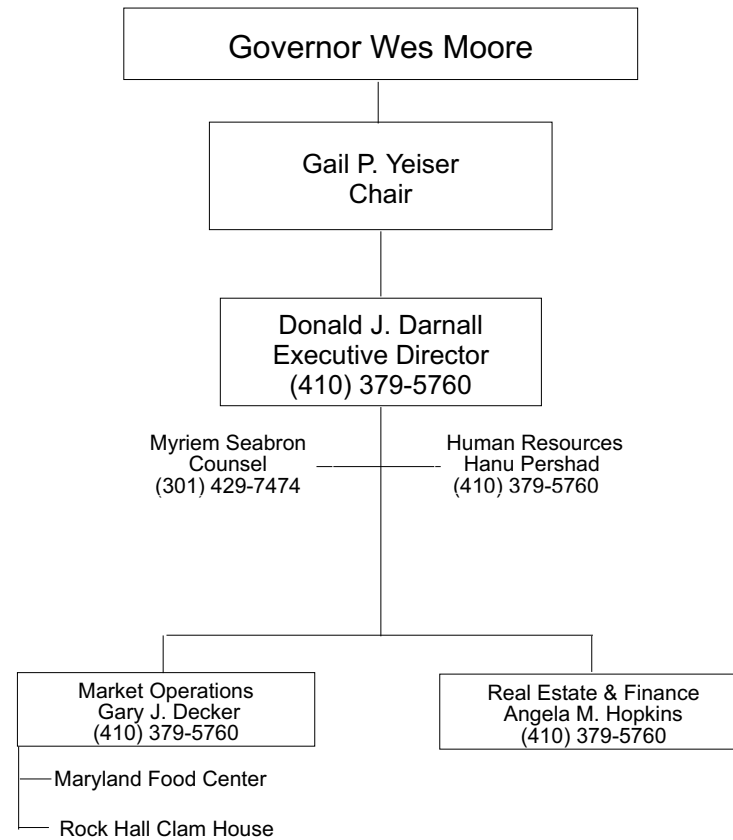 Governor Wes Moore
Gail P. Yeiser
Chair
Donald J. Darnall
Executive Director
(410) 379-5760
Myriem Seabron
Counsel
(301) 429-7474
Human Resources
Hanu Pershad
(410) 379-5760
Market Operations
Gary J. Decker
(410) 379-5760
Maryland Food Center
Rock Hall Clam House
Real Estate & Finance
Angela M. Hopkins
(410) 379-5760